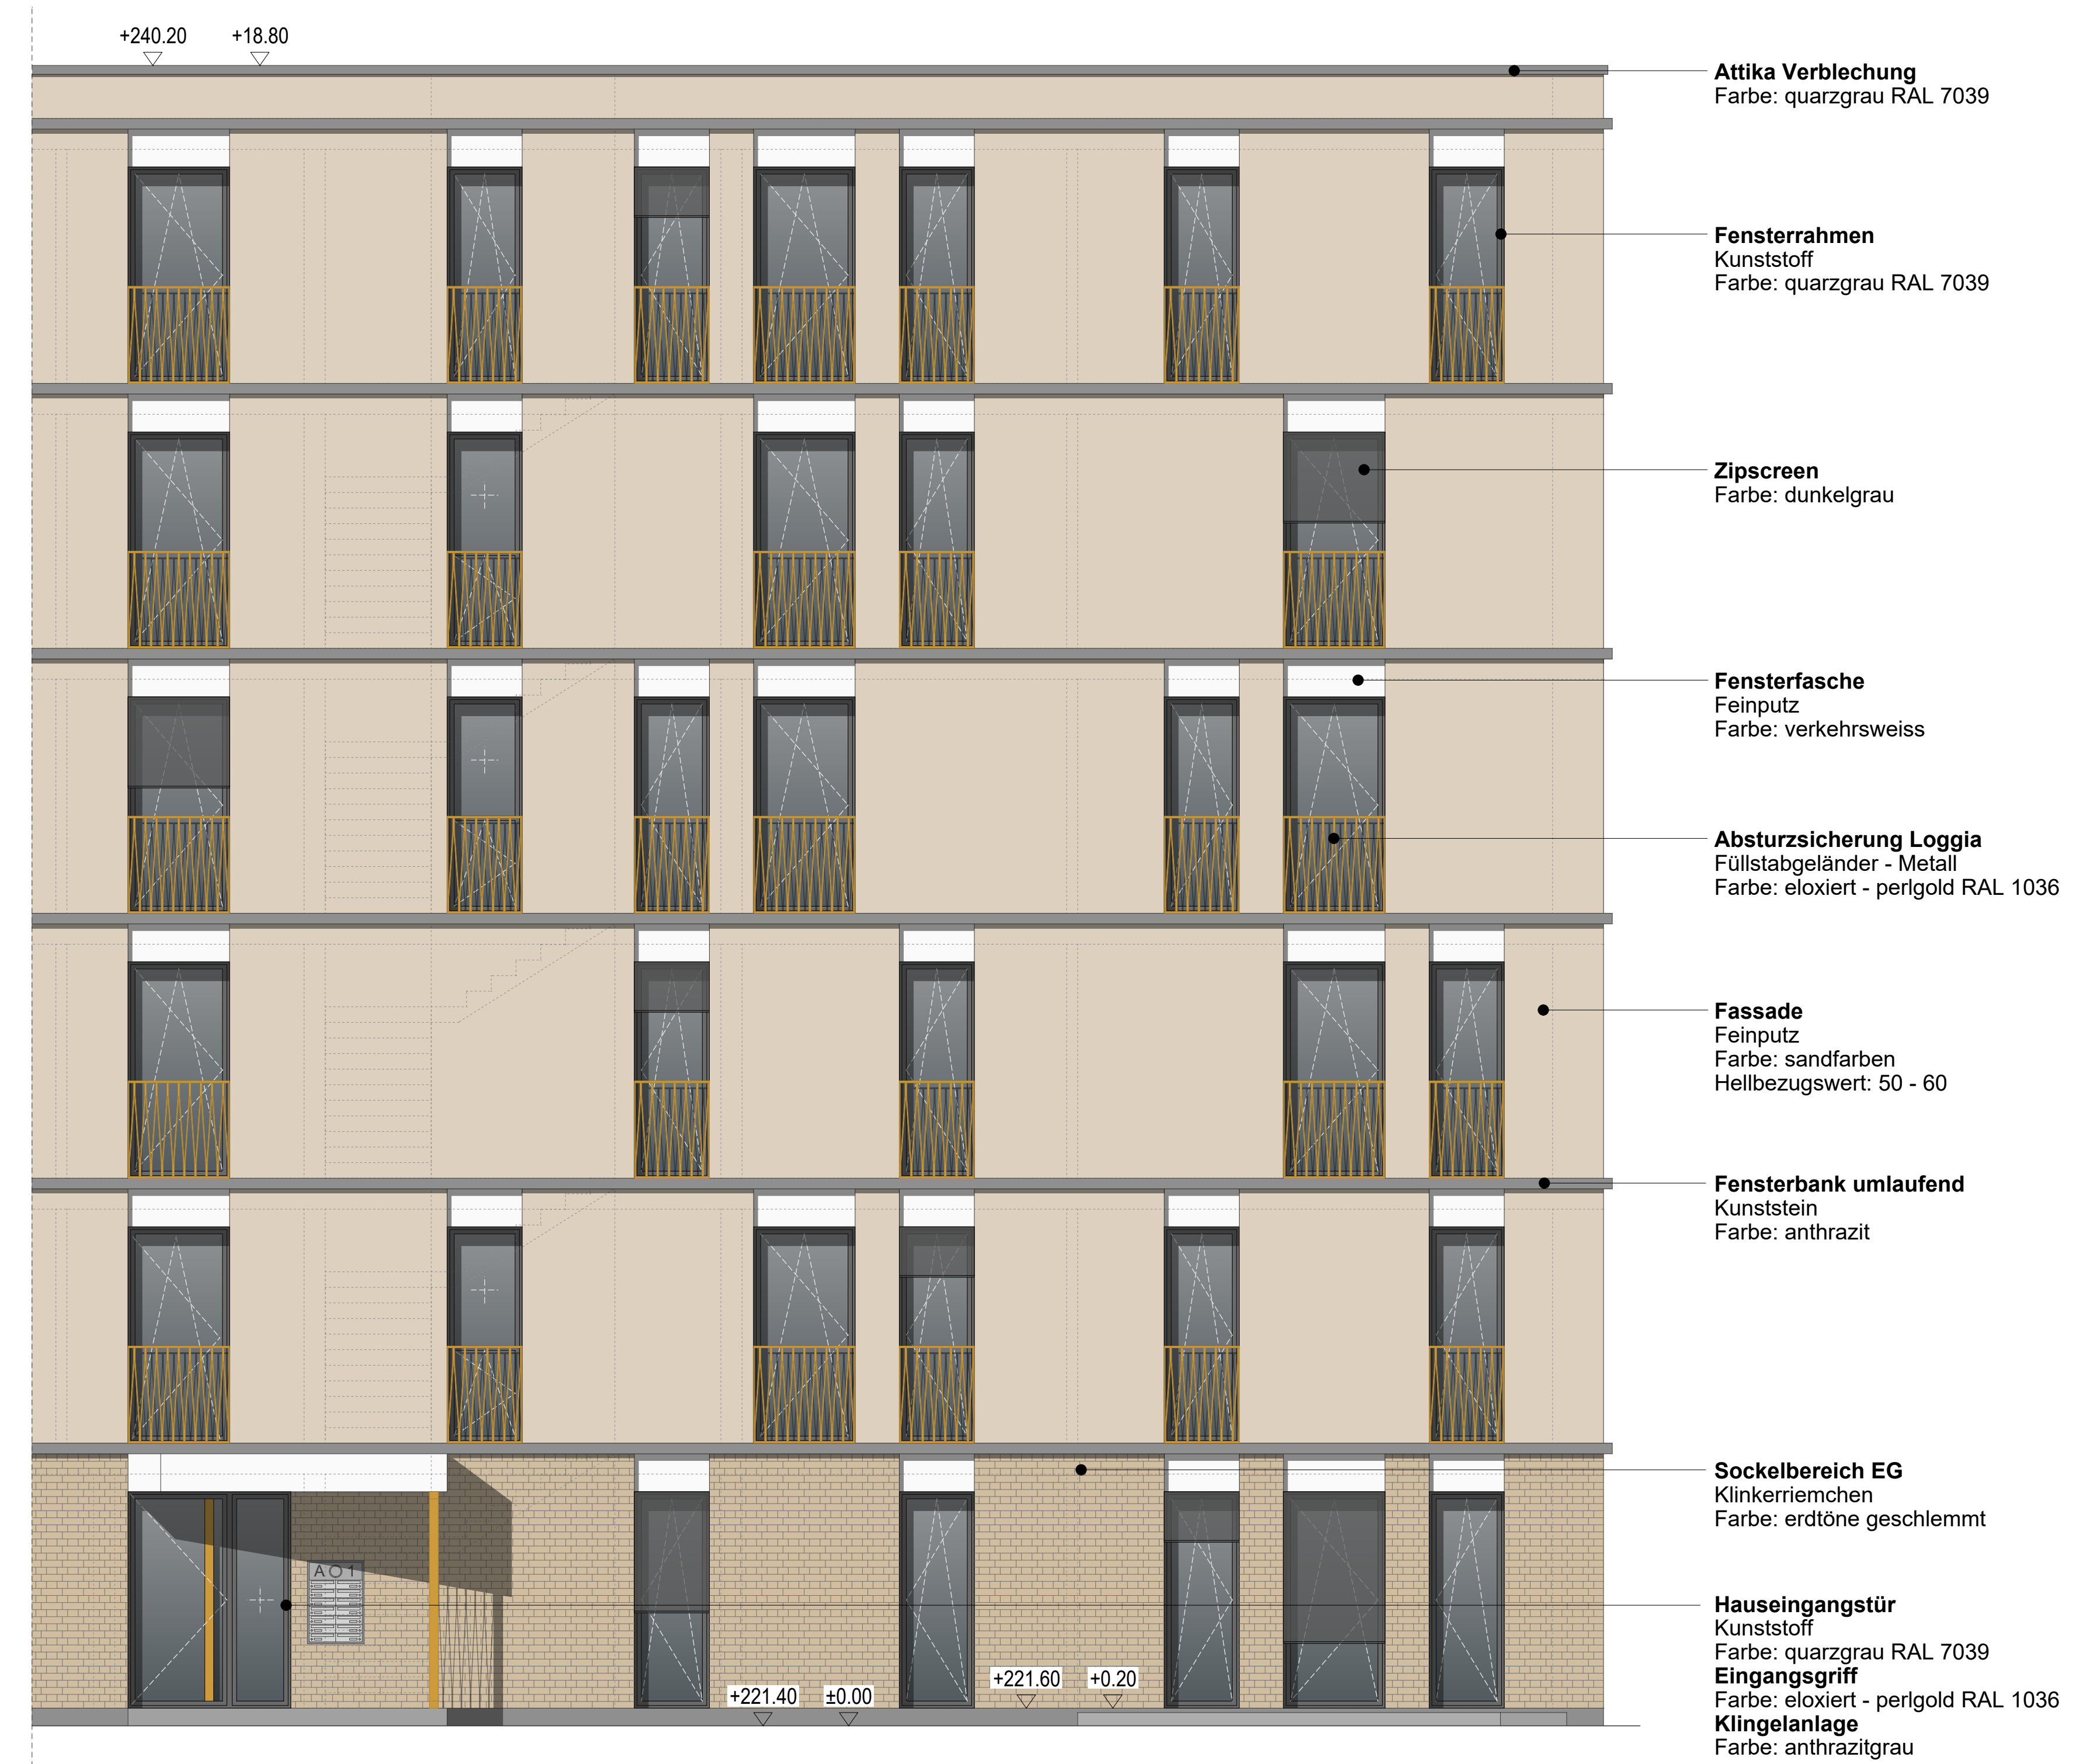 +240.20 +18.80
Attika Verblechung
Farbe: quarzgrau RAL 7039
Fensterrahmen
Kunststoff
Farbe: quarzgrau RAL 7039
Zipscreen
Farbe: dunkelgrau
Fensterfasche
Feinputz
Farbe: verkehrsweiss
Absturzsicherung Loggia
Füllstabgeländer - Metall
Farbe: eloxiert - perlgold RAL 1036
Fassade
Feinputz
Farbe: sandfarben
Hellbezugswert: 50 - 60
Fensterbank umlaufend
Kunststein
Farbe: anthrazit
Sockelbereich EG
Klinkerriemchen
Farbe: erdtöne geschlemmt
A 1
Hauseingangstür
Kunststoff
Farbe: quarzgrau RAL 7039
Eingangsgriff
Farbe: eloxiert - perlgold RAL 1036
Klingelanlage
Farbe: anthrazitgrau
+221.60 +0.20
+221.40 ±0.00